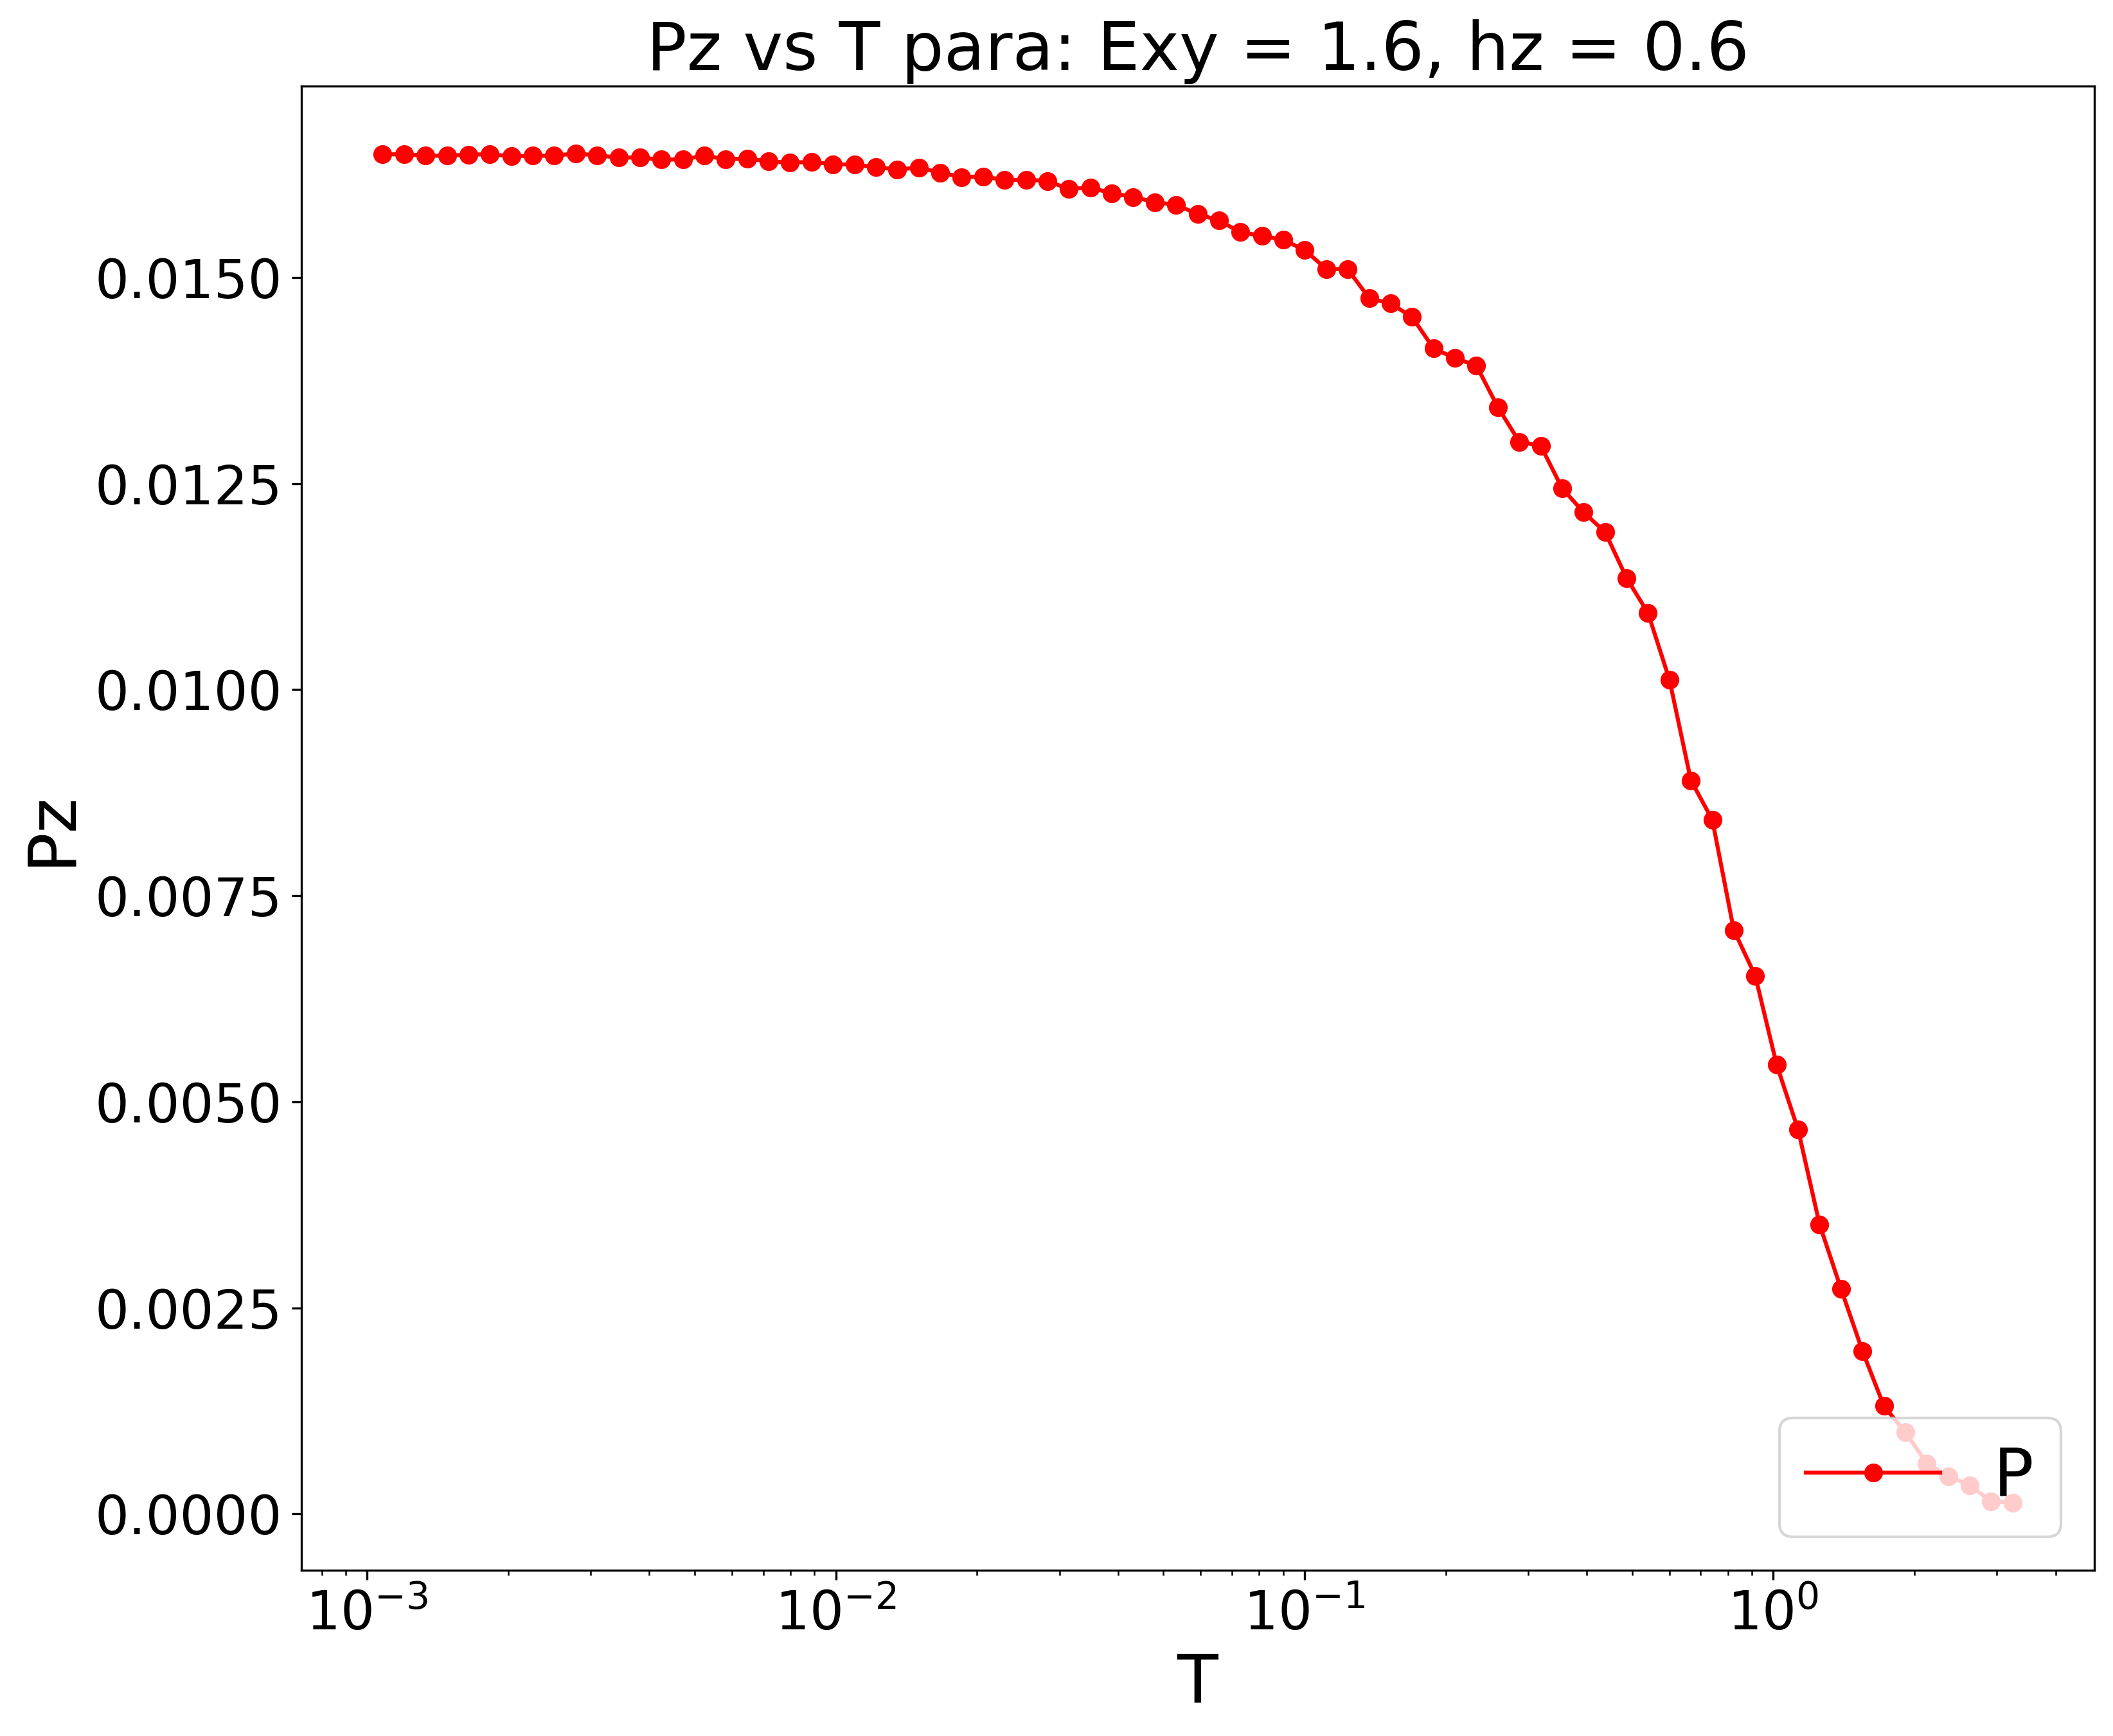 Pz vs T para: Exy = 1.6, hz = 0.6
Pz
0.0150
0.0125
0.0100
0.0075
0.0050
0.0025
0.0000
P
10⁻³ 10⁻² 10⁻¹ 10⁰
T